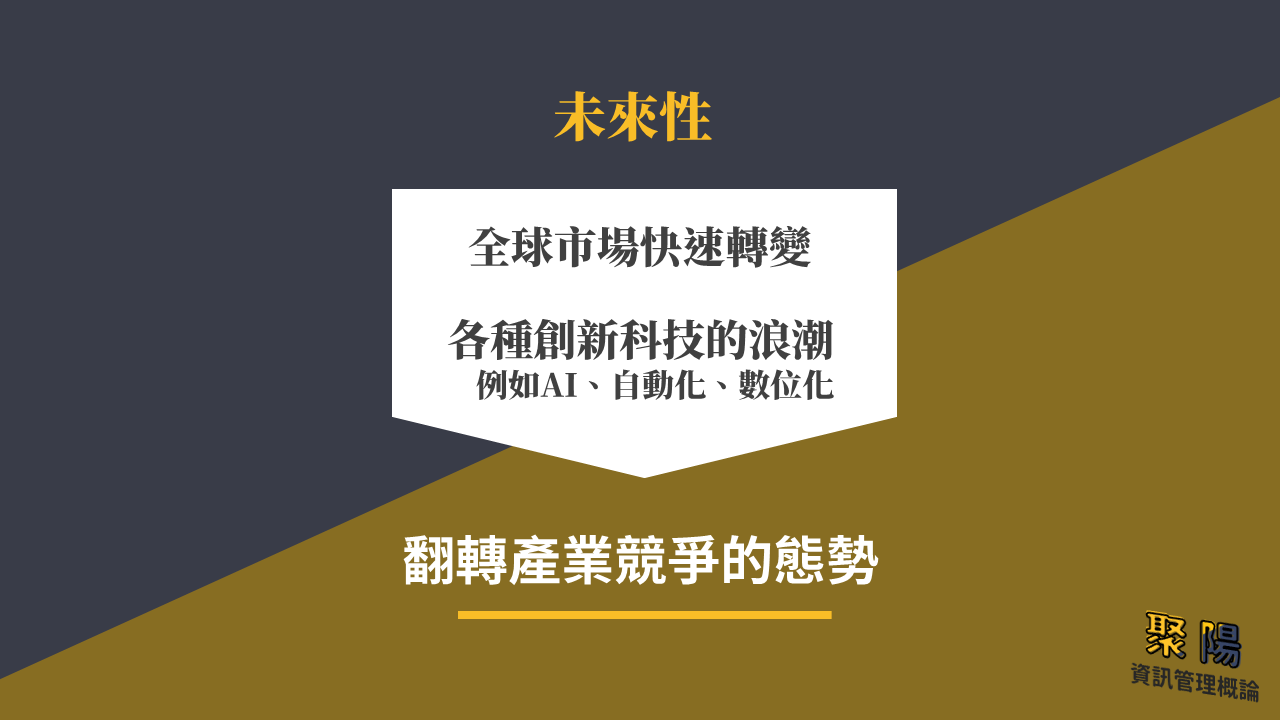 未來性
全球市場快速轉變
各種創新科技的浪潮
例如AI、自動化、數位化
翻轉產業競爭的態勢
聚陽
資訊管理概論